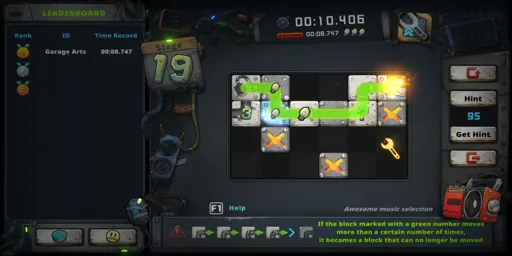 LEADERBOARD
Rank ID Time Record
Garage Arts 00:08.747
Stage
19
00:10.406
00:08.747
3
Hint
95
Get Hint
F1 Help
Awesome music selection
If the block marked with a green number moves
more than a certain number of times,
it becomes a block that can no longer be moved